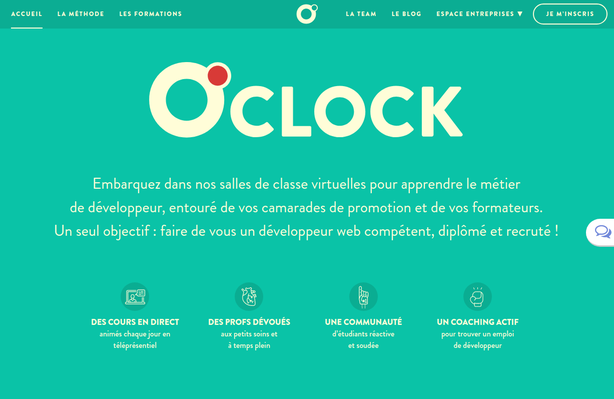 ACCUEIL LA MÉTHODE LES FORMATIONS LA TEAM LE BLOG ESPACE ENTREPRISES ▼ JE M'INSCRIS
O'CLOCK
Embarquez dans nos salles de classe virtuelles pour apprendre le métier
de développeur, entouré de vos camarades de promotion et de vos formateurs.
Un seul objectif : faire de vous un développeur web compétent, diplômé et recruté !
DES COURS EN DIRECT
animés chaque jour en
téléprésentiel
DES PROFS DÉVOUÉS
aux petits soins et
à temps plein
UNE COMMUNAUTÉ
d'étudiants réactive
et soudée
UN COACHING ACTIF
pour trouver un emploi
de développeur